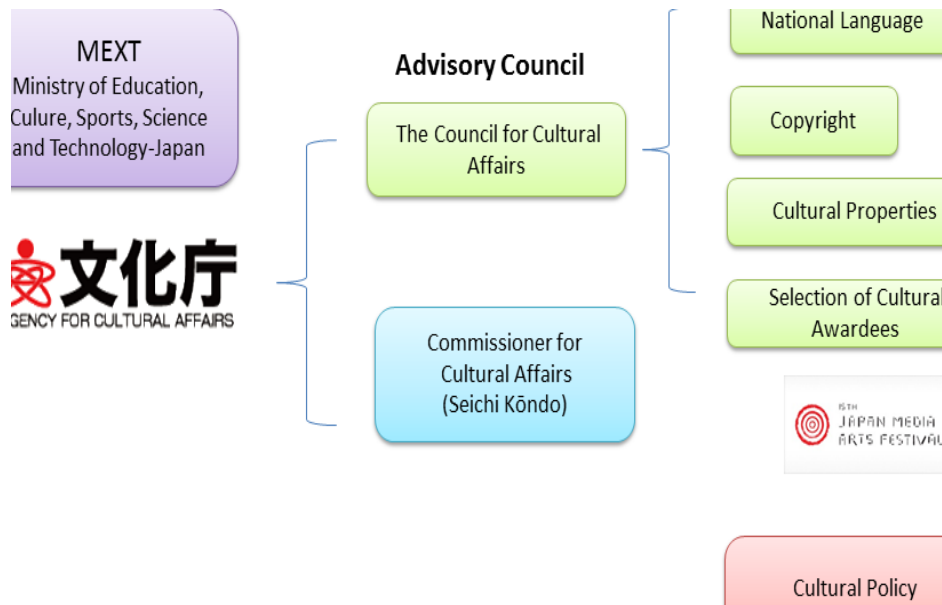 MEXT
Ministry of Education,
Culure, Sports, Science
and Technology-Japan
文化庁
GENCY FOR CULTURAL AFFAIRS
Advisory Council
The Council for Cultural
Affairs
Commissioner for
Cultural Affairs
(Seichi Kōndo)
National Language
Copyright
Cultural Properties
Selection of Cultural
Awardees
15TH
JAPAN MEDIA
ARTS FESTIVAL
Cultural Policy